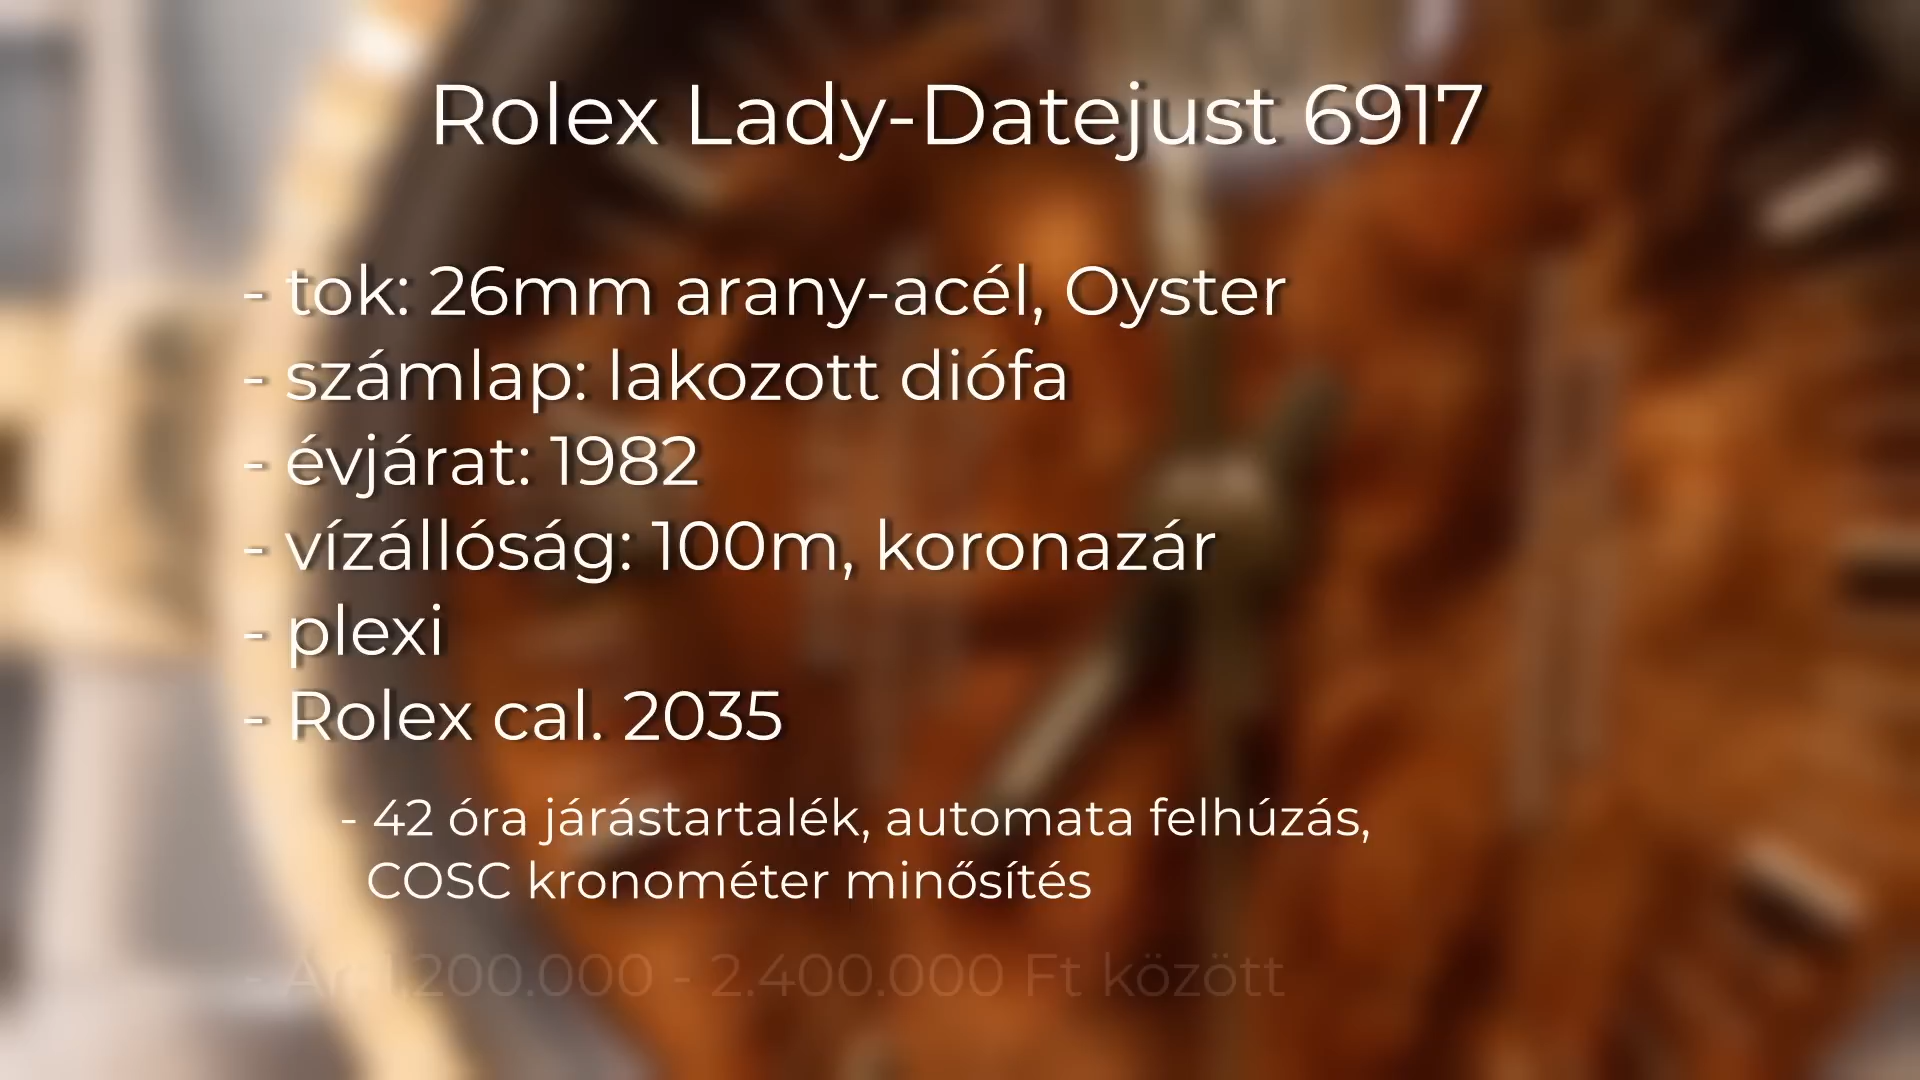 Rolex Lady-Datejust 6917
- tok: 26mm arany-acél, Oyster
- számlap: lakozott diófa
- évjárat: 1982
- vízállóság: 100m, koronazár
- plexi
- Rolex cal. 2035
- 42 óra járástartalék, automata felhúzás,
COSC kronométer minősítés
- Ár: 1.200.000 - 2.400.000 Ft között